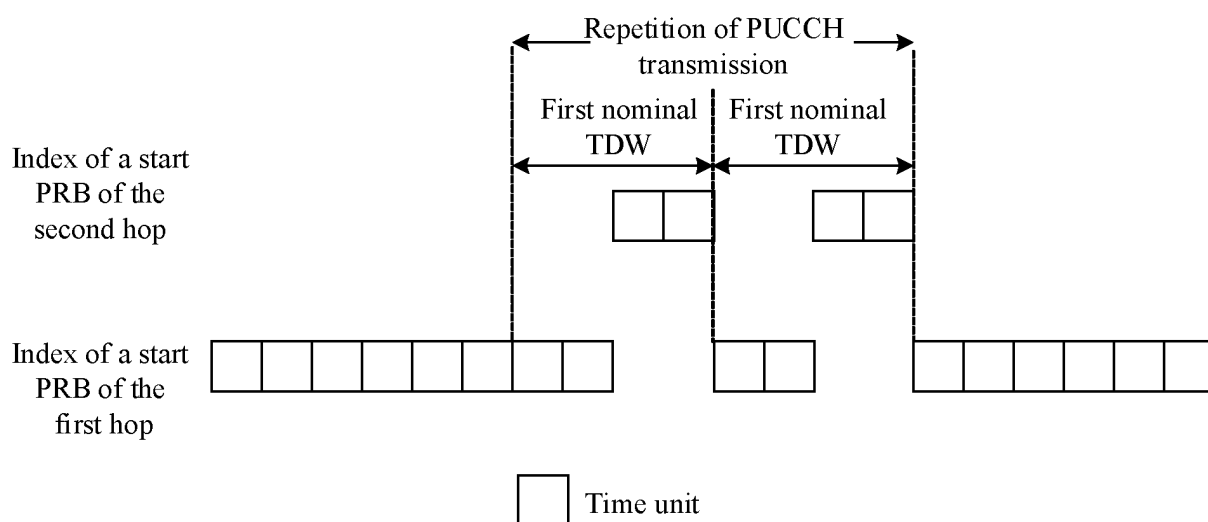 Repetition of PUCCH
transmission
First nominal
TDW
First nominal
TDW
Index of a start
PRB of the
second hop
Index of a start
PRB of the
first hop
Time unit